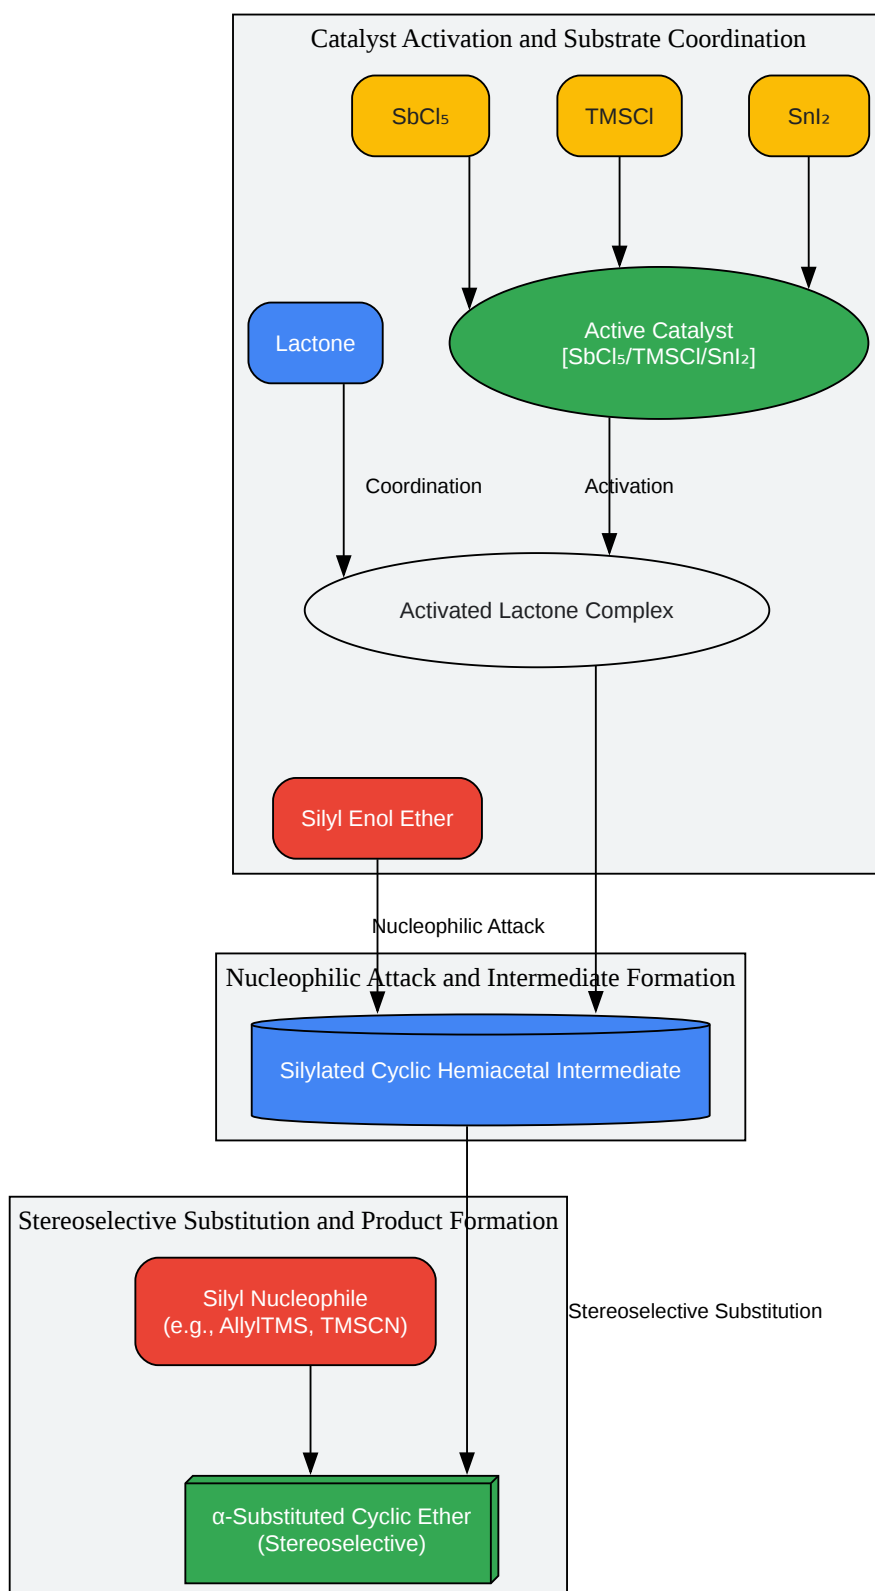 Catalyst Activation and Substrate Coordination
SbCl₅
TMSCl
SnI₂
Lactone
Active Catalyst
[SbCl₅/TMSCl/SnI₂]
Coordination
Activation
Activated Lactone Complex
Silyl Enol Ether
Nucleophilic Attack
Nucleophilic Attack and Intermediate Formation
Silylated Cyclic Hemiacetal Intermediate
Stereoselective Substitution and Product Formation
Silyl Nucleophile
(e.g., AllylTMS, TMSCN)
Stereoselective Substitution
α-Substituted Cyclic Ether
(Stereoselective)